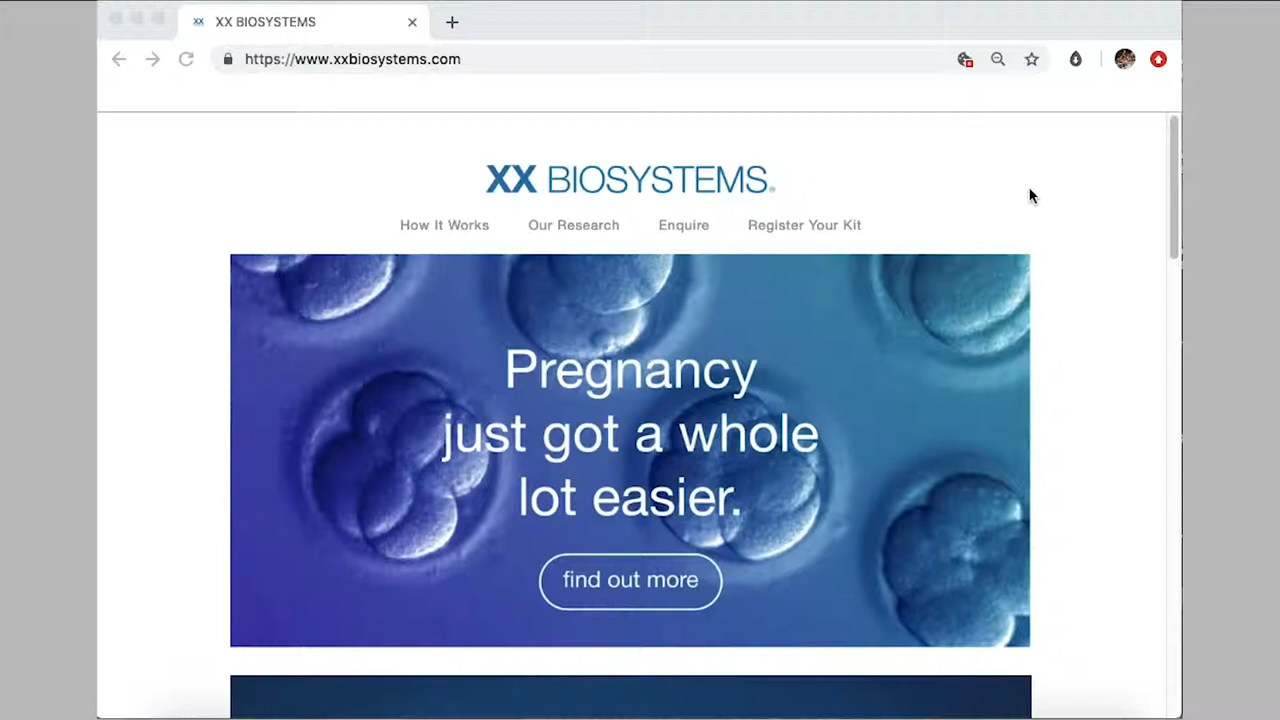 XX XX BIOSYSTEMS
https://www.xxbiosystems.com
XX BIOSYSTEMS
How It Works Our Research Enquire Register Your Kit
Pregnancy
just got a whole
lot easier.
find out more